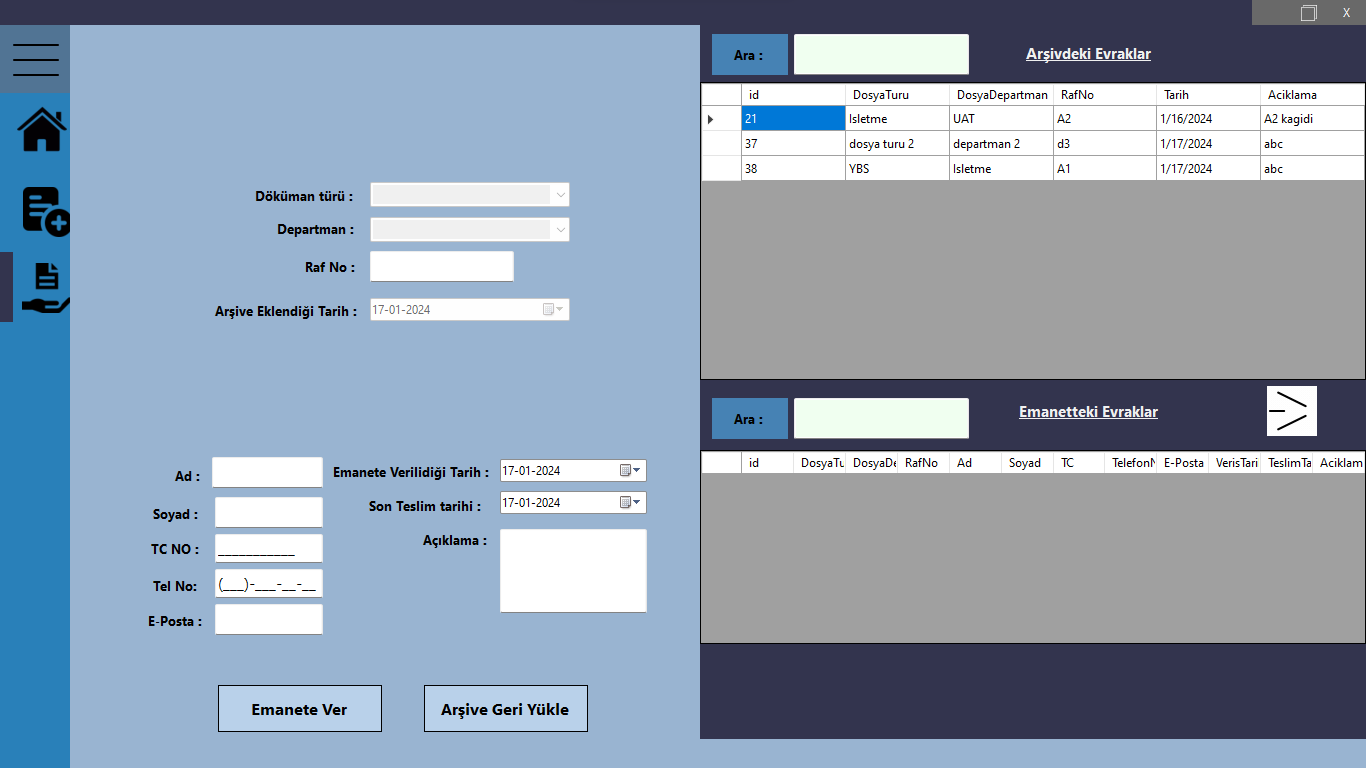 X
Döküman türü :
Departman :
Raf No :
Arşive Eklendiği Tarih : 17-01-2024
Ad :
Soyad :
TC NO : ___________
Tel No: (___)-___-__-__
E-Posta :
Emanete Verilidiği Tarih : 17-01-2024
Son Teslim tarihi : 17-01-2024
Açıklama :
Emanete Ver
Arşive Geri Yükle
Ara :
Arşivdeki Evraklar
id DosyaTuru DosyaDepartman RafNo Tarih Aciklama
21 Isletme UAT A2 1/16/2024 A2 kagidi
37 dosya turu 2 departman 2 d3 1/17/2024 abc
38 YBS Isletme A1 1/17/2024 abc
Ara :
Emanetteki Evraklar
id DosyaTu DosyaDe RafNo Ad Soyad TC TelefonN E-Posta VerisTari TeslimTa Aciklam